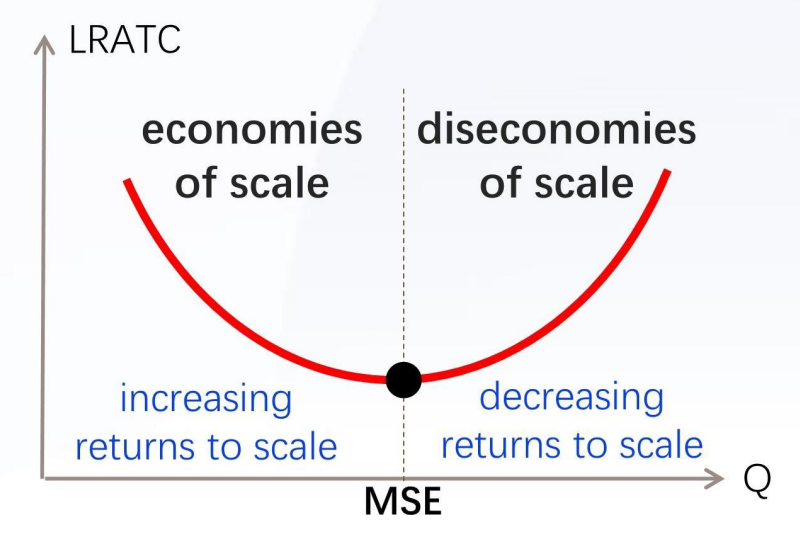 LRATC
economies
of scale
diseconomies
of scale
increasing
returns to scale
decreasing
returns to scale
MSE
Q